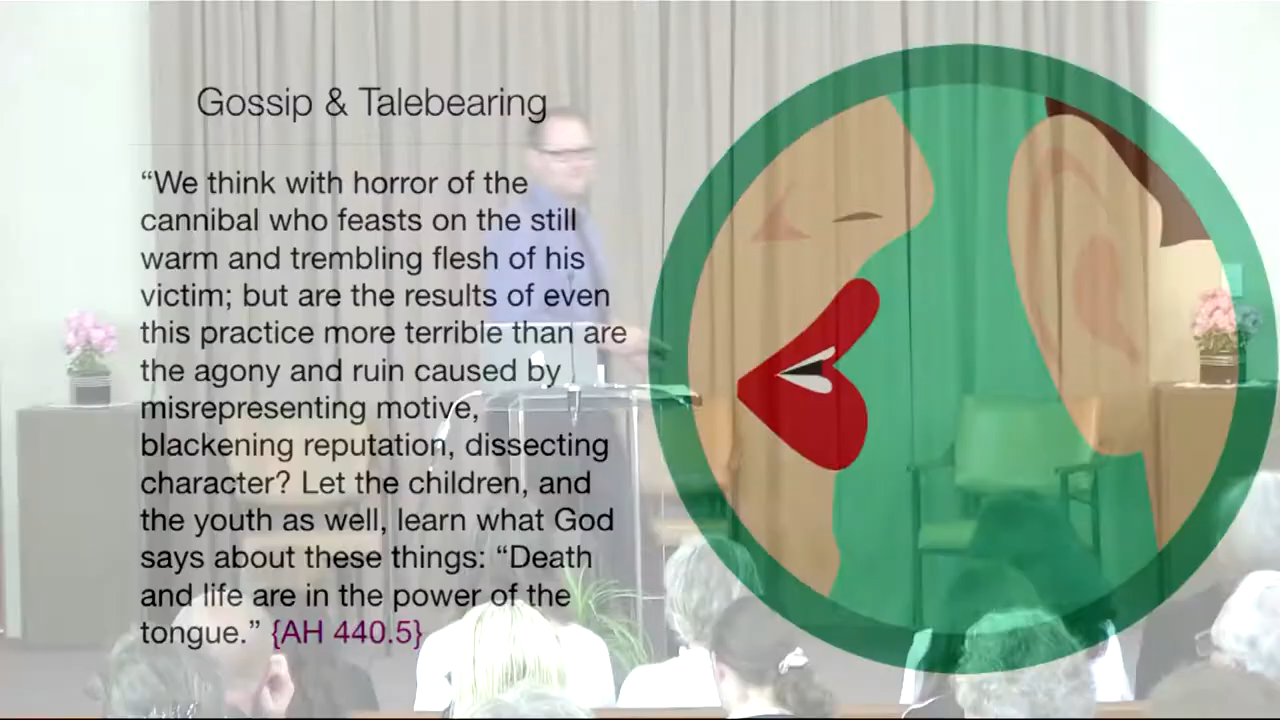 Gossip & Talebearing
“We think with horror of the
cannibal who feasts on the still
warm and trembling flesh of his
victim; but are the results of even
this practice more terrible than are
the agony and ruin caused by
misrepresenting motive,
blackening reputation, dissecting
character? Let the children, and
the youth as well, learn what God
says about these things: “Death
and life are in the power of the
tongue.” {AH 440.5}